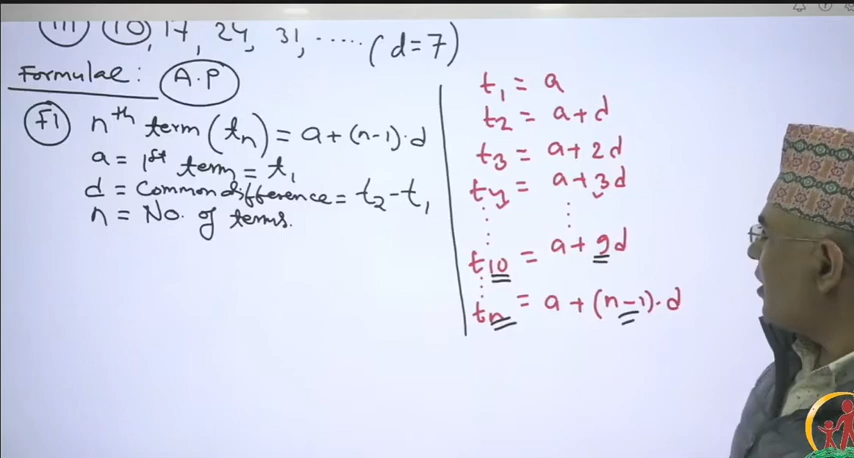 (III) (10), 17, 24, 31, ..... (d=7)
Formulae: A.P
F1 nth term (tn) = a+(n-1)·d
a = 1st term = t1
d = Common difference = t2-t1
n = No. of terms.
t1 = a
t2 = a+d
t3 = a+2d
t4 = a+3d
t10 = a+9d
tn = a+(n-1)·d